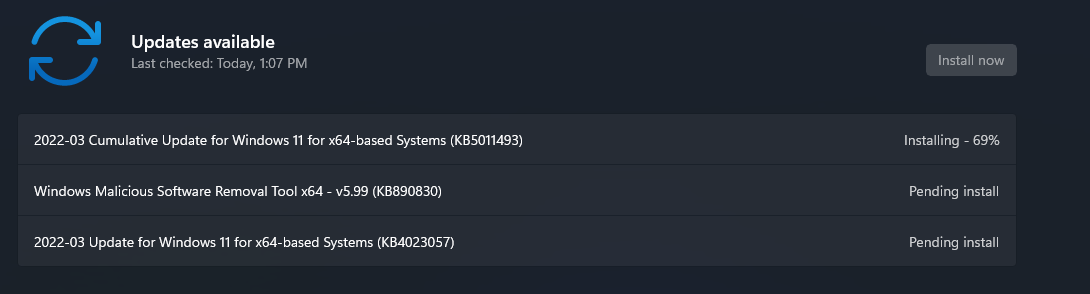 Updates available
Last checked: Today, 1:07 PM
Install now
2022-03 Cumulative Update for Windows 11 for x64-based Systems (KB5011493)
Installing - 69%
Windows Malicious Software Removal Tool x64 - v5.99 (KB890830)
Pending install
2022-03 Update for Windows 11 for x64-based Systems (KB4023057)
Pending install